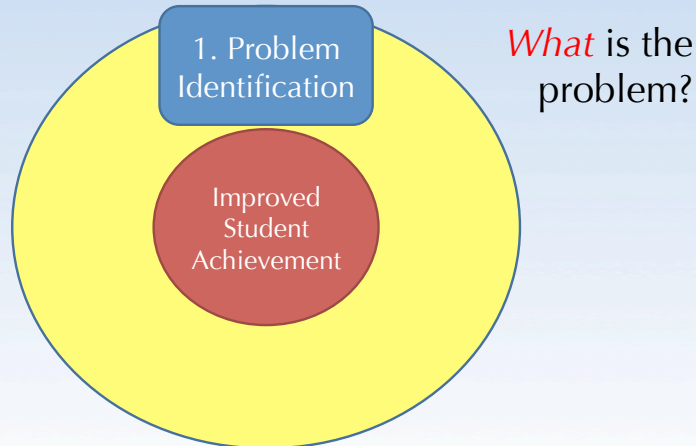 1. Problem
Identification
What is the
problem?
Improved
Student
Achievement